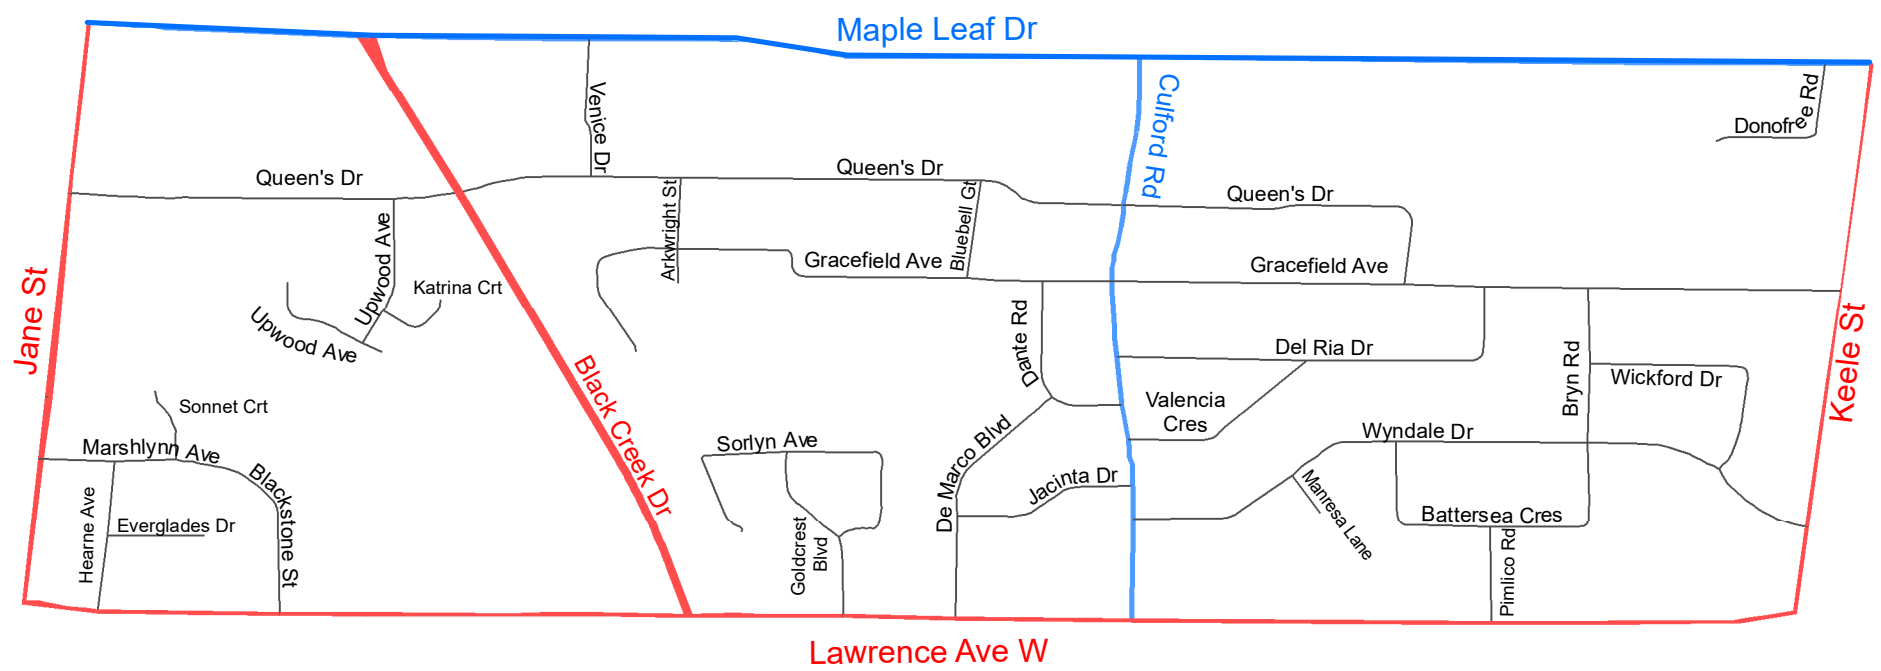 Maple Leaf Dr
Culford Rd
Venice Dr
Donofree Rd
Queen's Dr
Queen's Dr
Queen's Dr
Arkwright St
Bluebell Gt
Upwood Ave
Gracefield Ave
Gracefield Ave
Katrina Crt
Upwood Ave
Jane St
Dante Rd
Keele St
Del Ria Dr
Bryn Rd
Wickford Dr
Black Creek Dr
Valencia
Cres
Sonnet Crt
Marshlynn Ave
Sorlyn Ave
De Marco Blvd
Wyndale Dr
Blackstone St
Jacinta Dr
Manresa Lane
Hearne Ave
Everglades Dr
Goldcrest
Blvd
Battersea Cres
Pimlico Rd
Lawrence Ave W